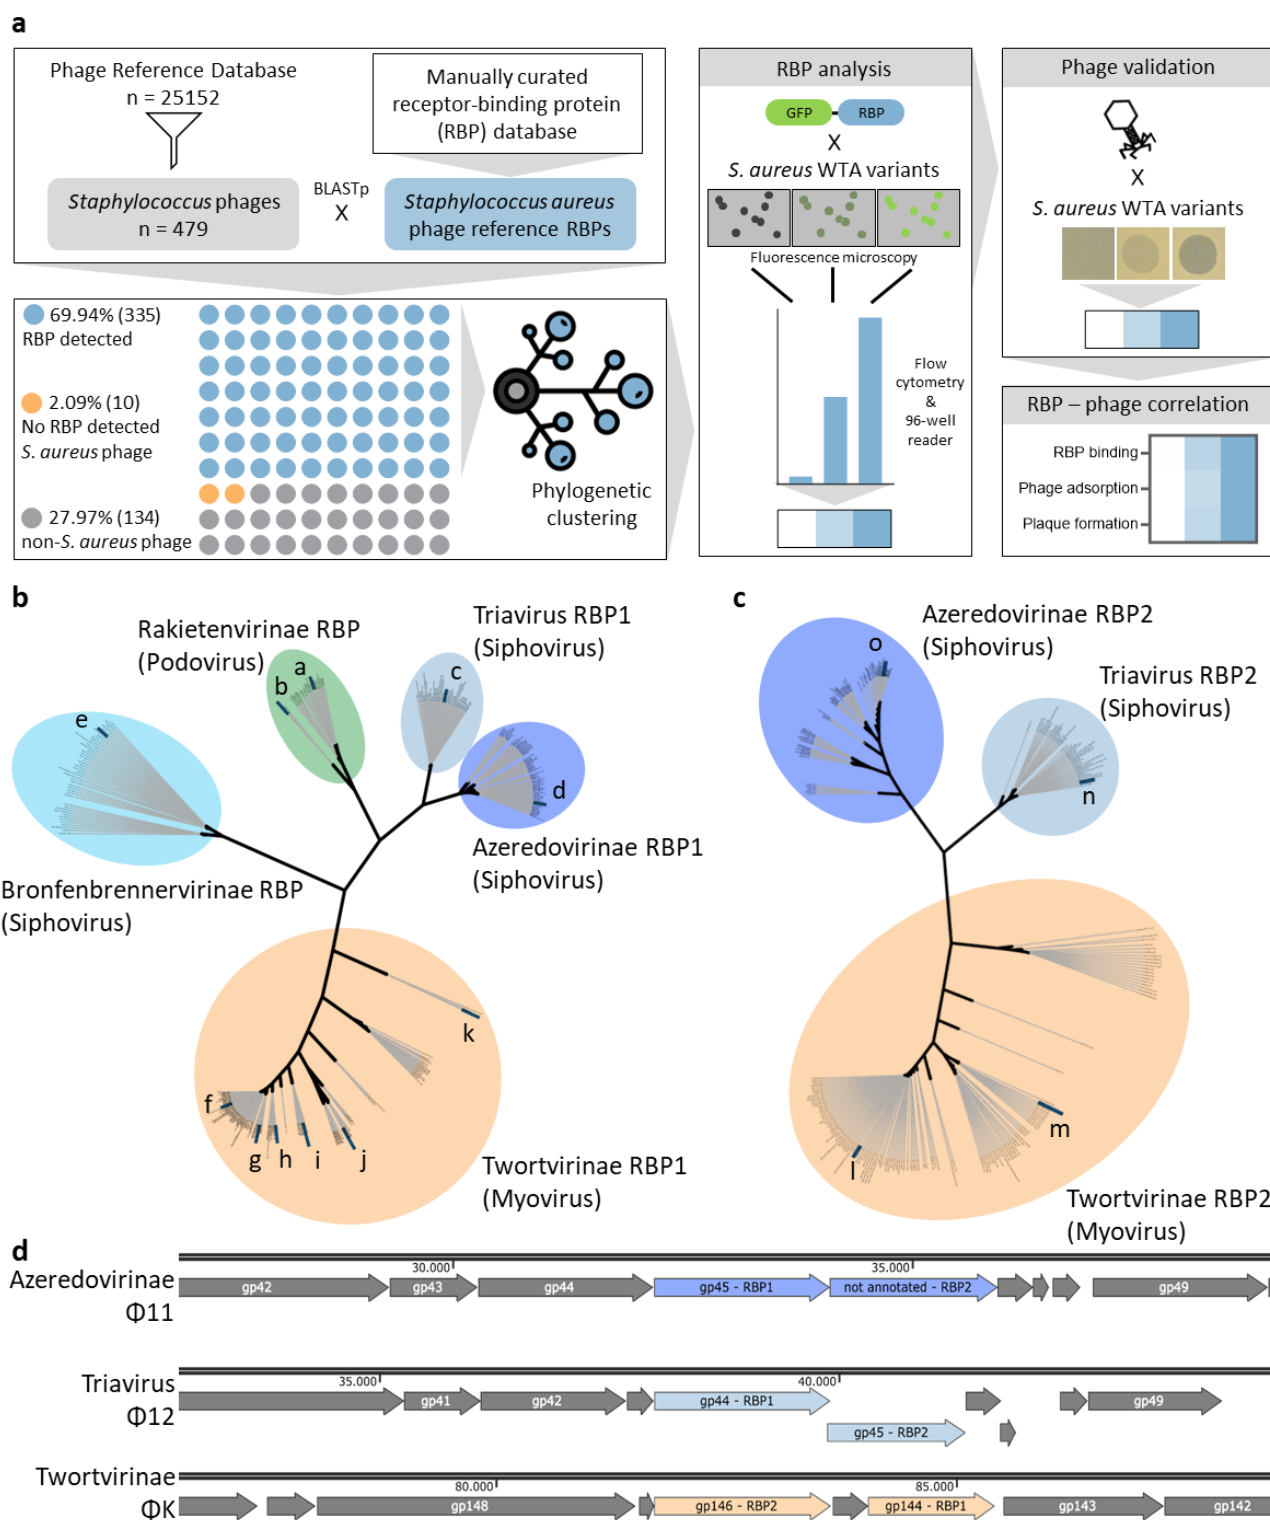 a
Phage Reference Database
n = 25152
Manually curated
receptor-binding protein
(RBP) database
Staphylococcus phages
n = 479
BLASTp
X
Staphylococcus aureus
phage reference RBPs
69.94% (335)
RBP detected
2.09% (10)
No RBP detected
S. aureus phage
27.97% (134)
non-S. aureus phage
Phylogenetic
clustering
RBP analysis
GFP
RBP
X
S. aureus WTA variants
Fluorescence microscopy
Flow
cytometry
&
96-well
reader
Phage validation
X
S. aureus WTA variants
RBP – phage correlation
RBP binding
Phage adsorption
Plaque formation
b
Rakietenvirinae RBP
(Podovirus)
Triavirus RBP1
(Siphovirus)
a
b
c
d
e
Azeredovirinae RBP1
(Siphovirus)
Bronfenbrennervirinae RBP
(Siphovirus)
k
f
g
h
i
j
Twortvirinae RBP1
(Myovirus)
c
Azeredovirinae RBP2
(Siphovirus)
o
Triavirus RBP2
(Siphovirus)
n
m
l
Twortvirinae RBP2
(Myovirus)
d
Azeredovirinae
Φ11
30.000
35.000
gp42
gp43
gp44
gp45 - RBP1
not annotated - RBP2
gp49
Triavirus
Φ12
35.000
40.000
gp41
gp42
gp44 - RBP1
gp49
gp45 - RBP2
Twortvirinae
ΦK
80.000
85.000
gp148
gp146 - RBP2
gp144 - RBP1
gp143
gp142